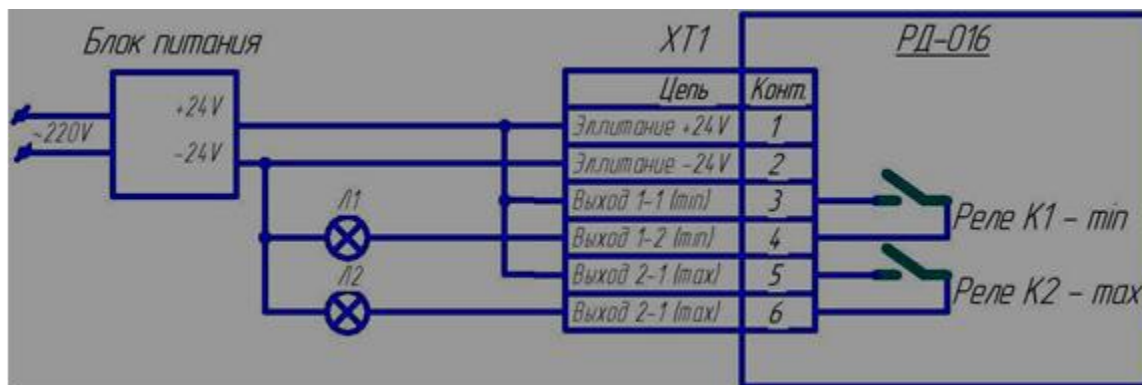 Блок питания
ХТ1
РД-016
Цепь
Конт.
+24V
Эл.питание +24V
1
~220V
-24V
Эл.питание -24V
2
Л1
Выход 1-1 (min)
3
Выход 1-2 (min)
4
Реле К1 - min
Л2
Выход 2-1 (max)
5
Выход 2-1 (max)
6
Реле К2 - max